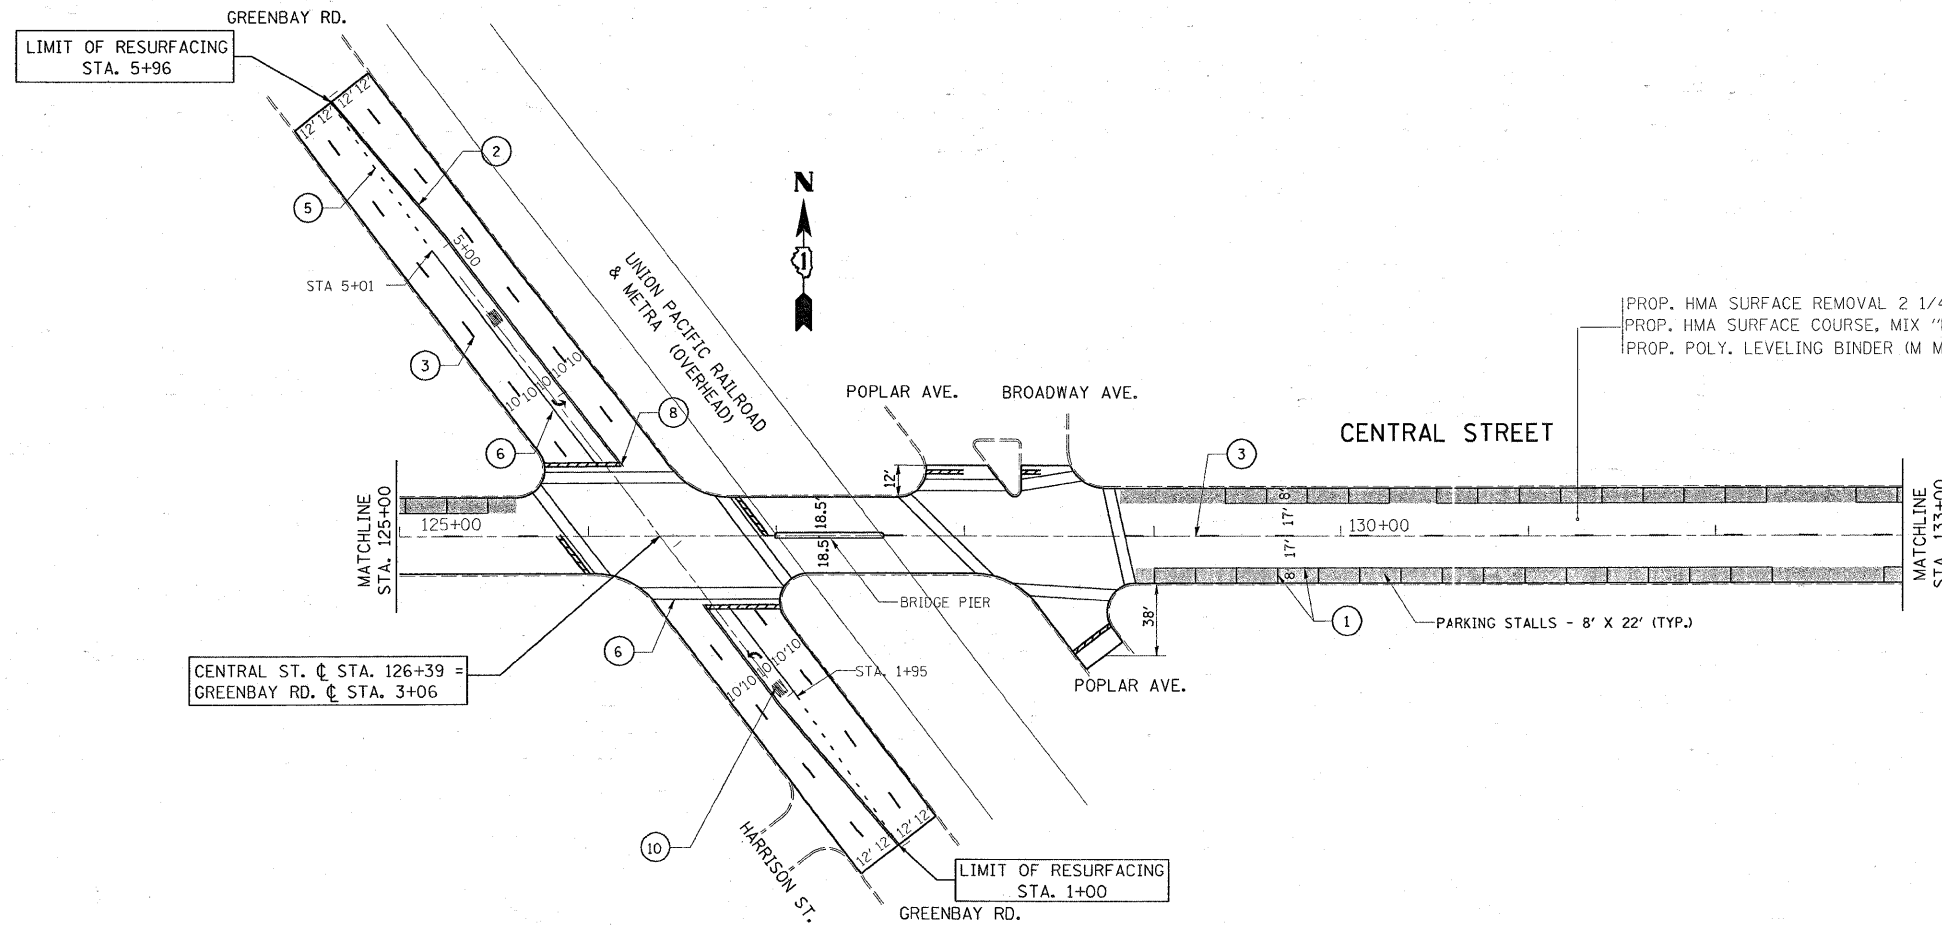 GREENBAY RD.
LIMIT OF RESURFACING
STA. 5+96
12' 12' 12' 12'
2
5
N
1
5+00
STA 5+01
UNION PACIFIC RAILROAD
& METRA (OVERHEAD)
3
10' 10' 10' 10' 10'
8
6
PROP. HMA SURFACE REMOVAL 2 1/4
PROP. HMA SURFACE COURSE, MIX
PROP. POLY. LEVELING BINDER (M M
POPLAR AVE.
BROADWAY AVE.
CENTRAL STREET
3
12'
MATCHLINE
STA. 125+00
125+00
18.5'
18.5'
8'
17'
17'
8'
130+00
MATCHLINE
STA. 133+00
BRIDGE PIER
38'
1
PARKING STALLS - 8' X 22' (TYP.)
6
CENTRAL ST. ℄ STA. 126+39 =
GREENBAY RD. ℄ STA. 3+06
10' 10' 10' 10' 10'
STA. 1+95
POPLAR AVE.
10
HARRISON ST.
12' 12' 12' 12'
LIMIT OF RESURFACING
STA. 1+00
GREENBAY RD.